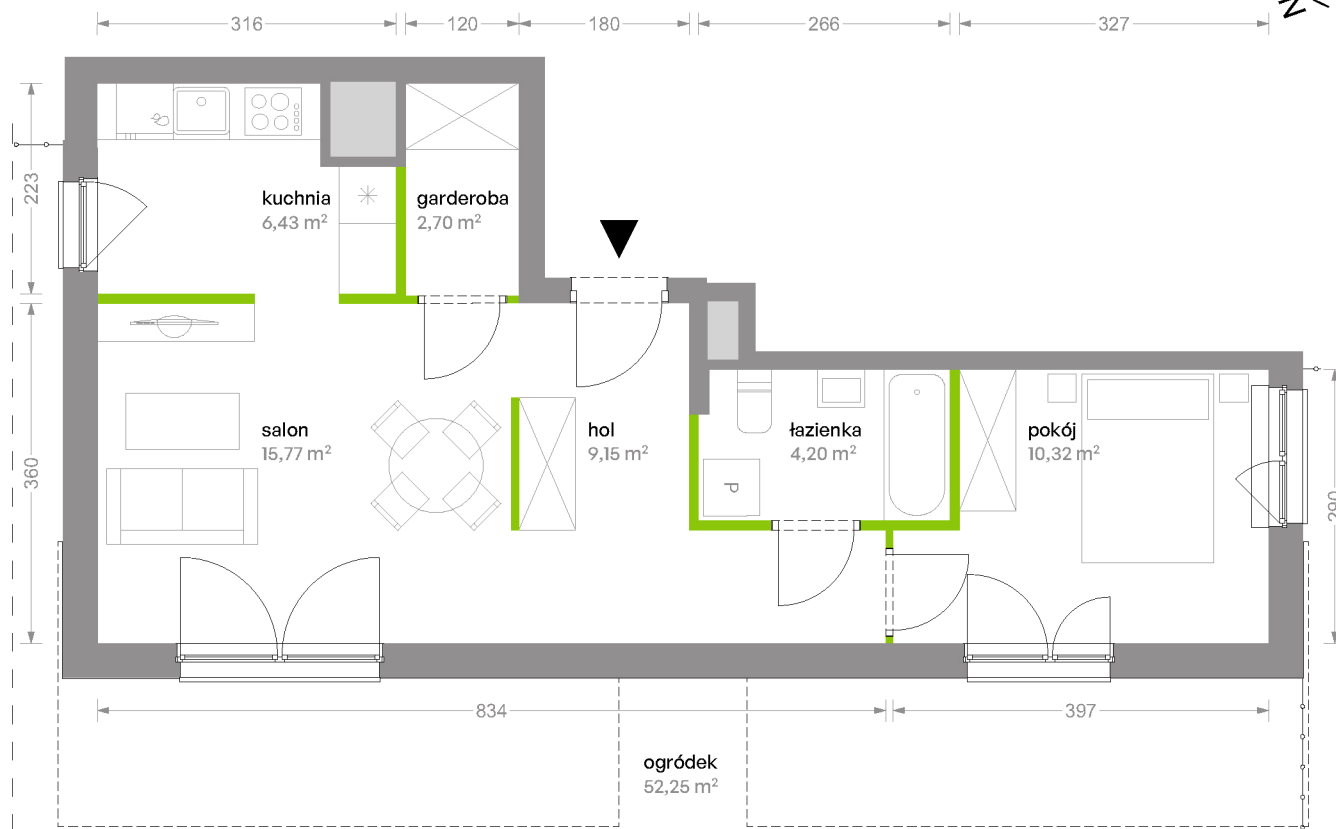 316
120
180
266
327
N
223
kuchnia
6,43 m²
garderoba
2,70 m²
360
salon
15,77 m²
hol
9,15 m²
łazienka
4,20 m²
pokój
10,32 m²
P
290
834
397
ogródek
52,25 m²